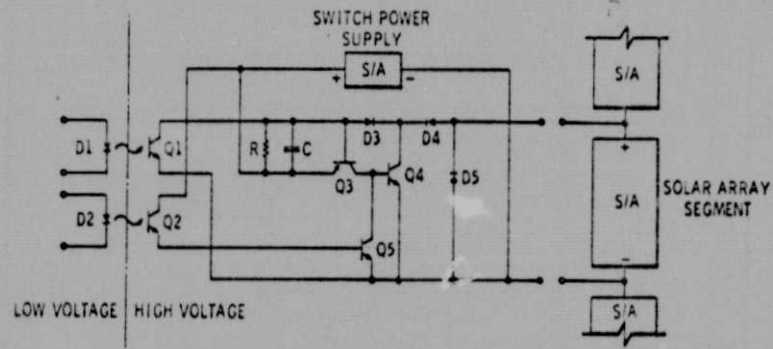 SWITCH POWER
SUPPLY
+ S/A -
S/A
D1 Q1 R C D3 D4
Q3 Q4 D5
+
S/A
-
SOLAR ARRAY
SEGMENT
D2 Q2 Q5
LOW VOLTAGE HIGH VOLTAGE
S/A